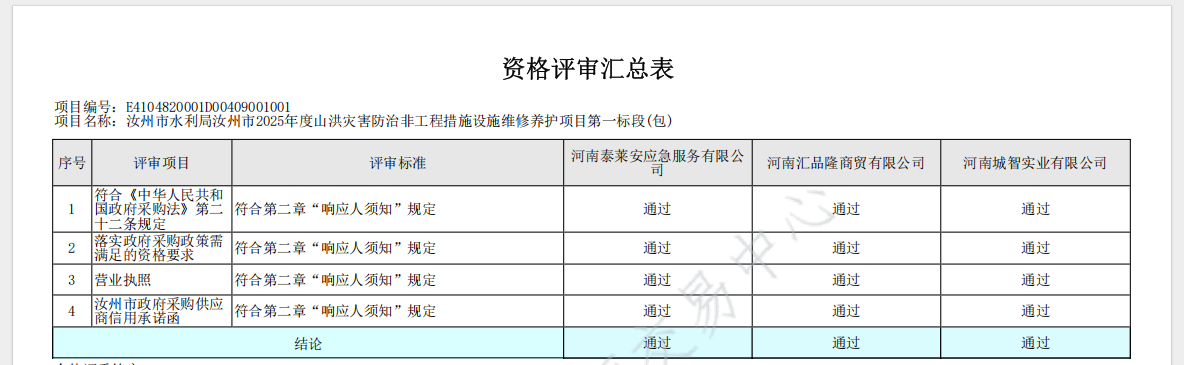 资格评审汇总表
项目编号：E4104820001D00409001001
项目名称：汝州市水利局汝州市2025年度山洪灾害防治非工程措施设施维修养护项目第一标段(包)
序号 评审项目 评审标准 河南泰莱安应急服务有限公司 河南汇品隆商贸有限公司 河南城智实业有限公司
1 符合《中华人民共和国政府采购法》第二十二条规定 符合第二章“响应人须知”规定 通过 通过 通过
2 落实政府采购政策需满足的资格要求 符合第二章“响应人须知”规定 通过 通过 通过
3 营业执照 符合第二章“响应人须知”规定 通过 通过 通过
4 汝州市政府采购供应商信用承诺函 符合第二章“响应人须知”规定 通过 通过 通过
结论 通过 通过 通过
交易中心